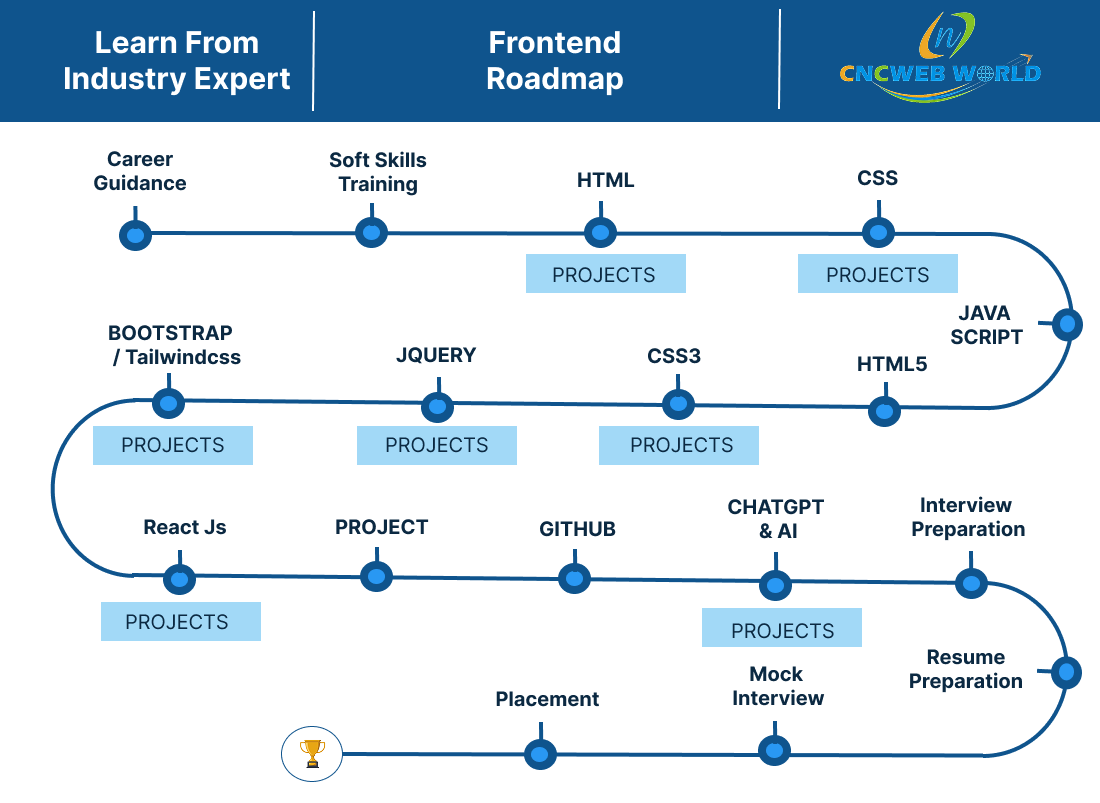 Learn From
Industry Expert
Frontend
Roadmap
n
CNCWEB WORLD
Career
Guidance
Soft Skills
Training
HTML
PROJECTS
CSS
PROJECTS
JAVA
SCRIPT
HTML5
CSS3
PROJECTS
JQUERY
PROJECTS
BOOTSTRAP
/ Tailwindcss
PROJECTS
React Js
PROJECTS
PROJECT
GITHUB
CHATGPT
& AI
PROJECTS
Interview
Preparation
Resume
Preparation
Mock
Interview
Placement